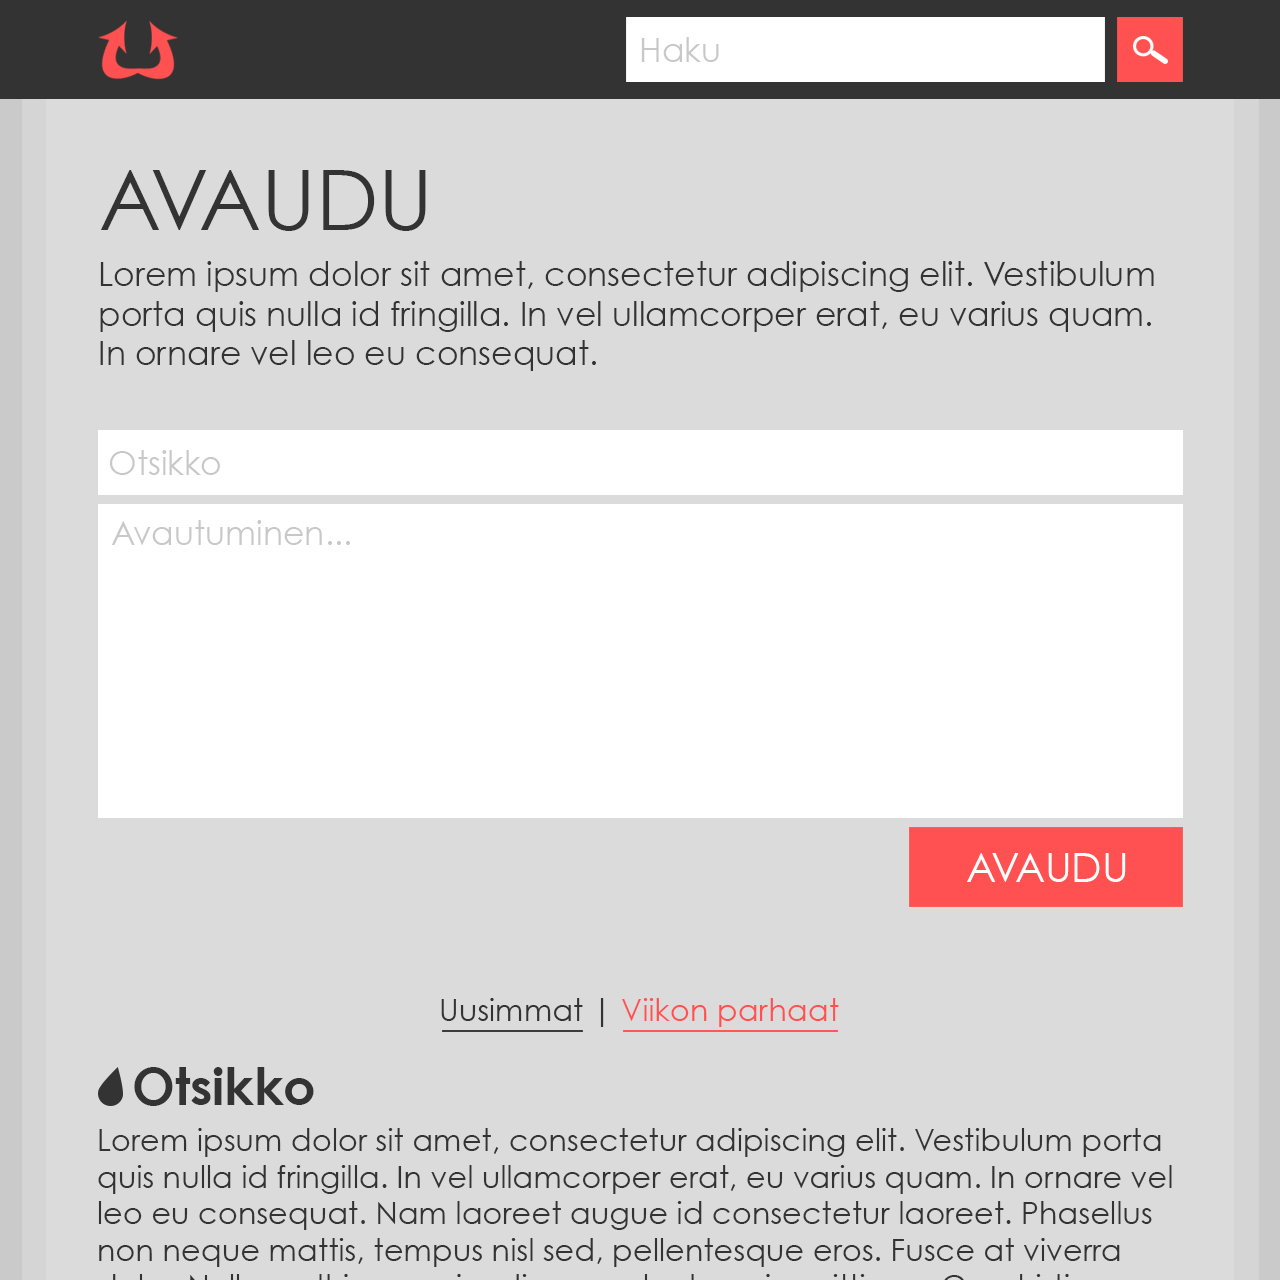 Haku
AVAUDU
Lorem ipsum dolor sit amet, consectetur adipiscing elit. Vestibulum
porta quis nulla id fringilla. In vel ullamcorper erat, eu varius quam.
In ornare vel leo eu consequat.
Otsikko
Avautuminen...
AVAUDU
Uusimmat | Viikon parhaat
Otsikko
Lorem ipsum dolor sit amet, consectetur adipiscing elit. Vestibulum porta
quis nulla id fringilla. In vel ullamcorper erat, eu varius quam. In ornare vel
leo eu consequat. Nam laoreet augue id consectetur laoreet. Phasellus
non neque mattis, tempus nisl sed, pellentesque eros. Fusce at viverra